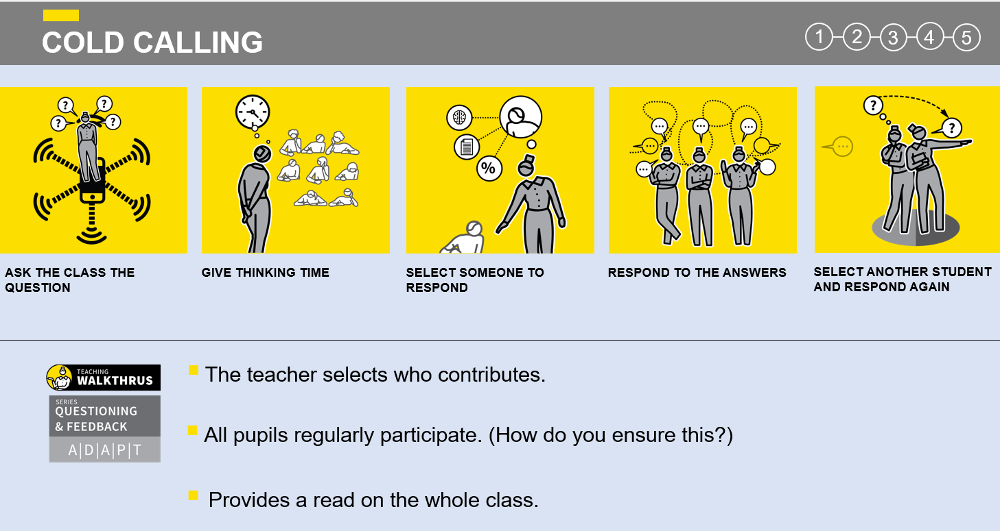 COLD CALLING
1 2 3 4 5
? ? ? ?
%
? ?
ASK THE CLASS THE
QUESTION
GIVE THINKING TIME
SELECT SOMEONE TO
RESPOND
RESPOND TO THE ANSWERS
SELECT ANOTHER STUDENT
AND RESPOND AGAIN
TEACHING
WALKTHRUS
SERIES
QUESTIONING
& FEEDBACK
A|D|A|P|T
The teacher selects who contributes.
All pupils regularly participate. (How do you ensure this?)
Provides a read on the whole class.